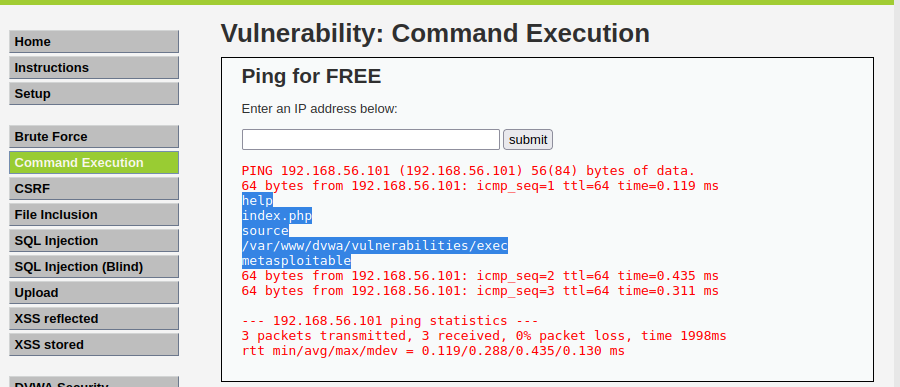 Home
Instructions
Setup
Brute Force
Command Execution
CSRF
File Inclusion
SQL Injection
SQL Injection (Blind)
Upload
XSS reflected
XSS stored
DVWA Security
Vulnerability: Command Execution
Ping for FREE
Enter an IP address below:
submit
PING 192.168.56.101 (192.168.56.101) 56(84) bytes of data.
64 bytes from 192.168.56.101: icmp_seq=1 ttl=64 time=0.119 ms
help
index.php
source
/var/www/dvwa/vulnerabilities/exec
metasploitable
64 bytes from 192.168.56.101: icmp_seq=2 ttl=64 time=0.435 ms
64 bytes from 192.168.56.101: icmp_seq=3 ttl=64 time=0.311 ms
--- 192.168.56.101 ping statistics ---
3 packets transmitted, 3 received, 0% packet loss, time 1998ms
rtt min/avg/max/mdev = 0.119/0.288/0.435/0.130 ms